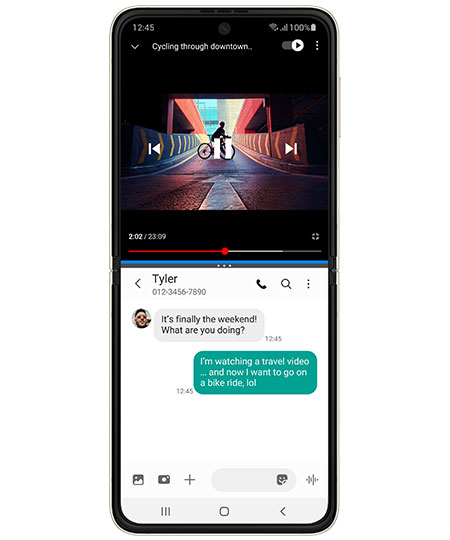 12:45
100%
Cycling through downtown..
2:02 / 23:09
Tyler
012-3456-7890
It's finally the weekend!
What are you doing?
12:45
I'm watching a travel video
... and now I want to go on
a bike ride, lol
12:45